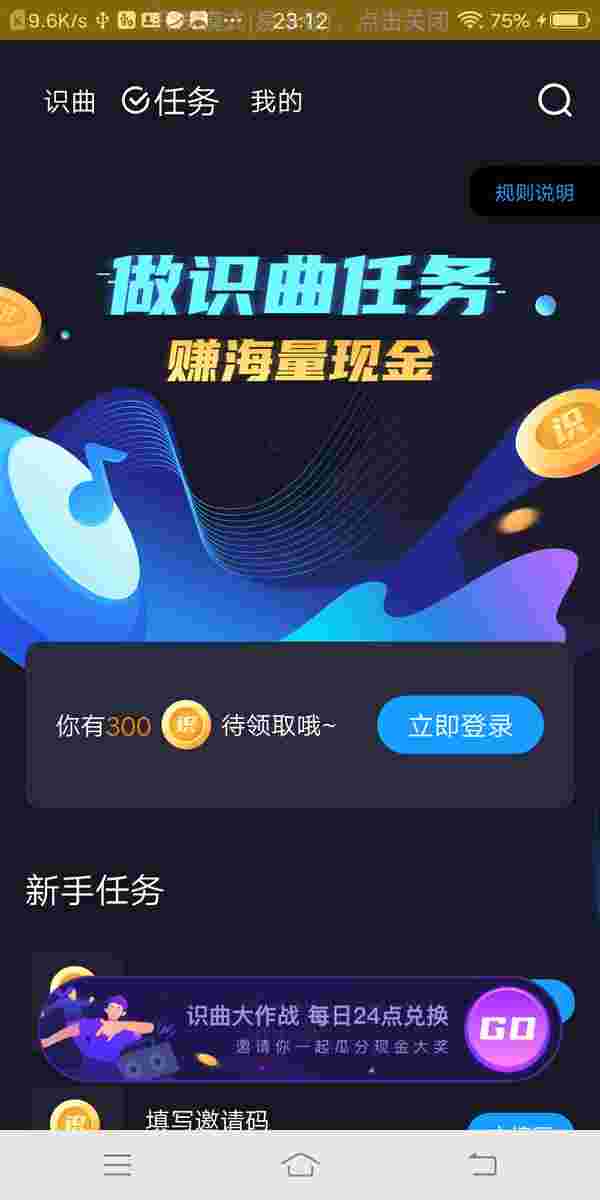 9.6K/s
23:12
点击关闭
75%
识曲
任务
我的
规则说明
做识曲任务
赚海量现金
识
你有300 识 待领取哦~
立即登录
新手任务
识曲大作战 每日24点兑换
邀请你一起瓜分现金大奖
GO
识
填写邀请码